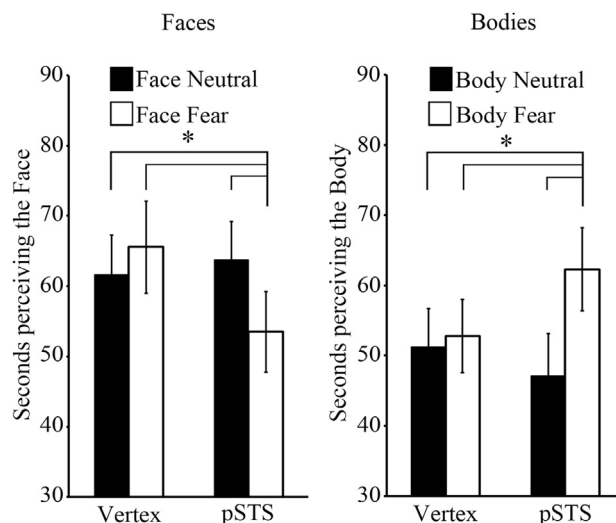 Faces
Seconds perceiving the Face
90
80
70
60
50
40
30
Face Neutral
Face Fear
*
Vertex
pSTS
Bodies
Seconds perceiving the Body
90
80
70
60
50
40
30
Body Neutral
Body Fear
*
Vertex
pSTS